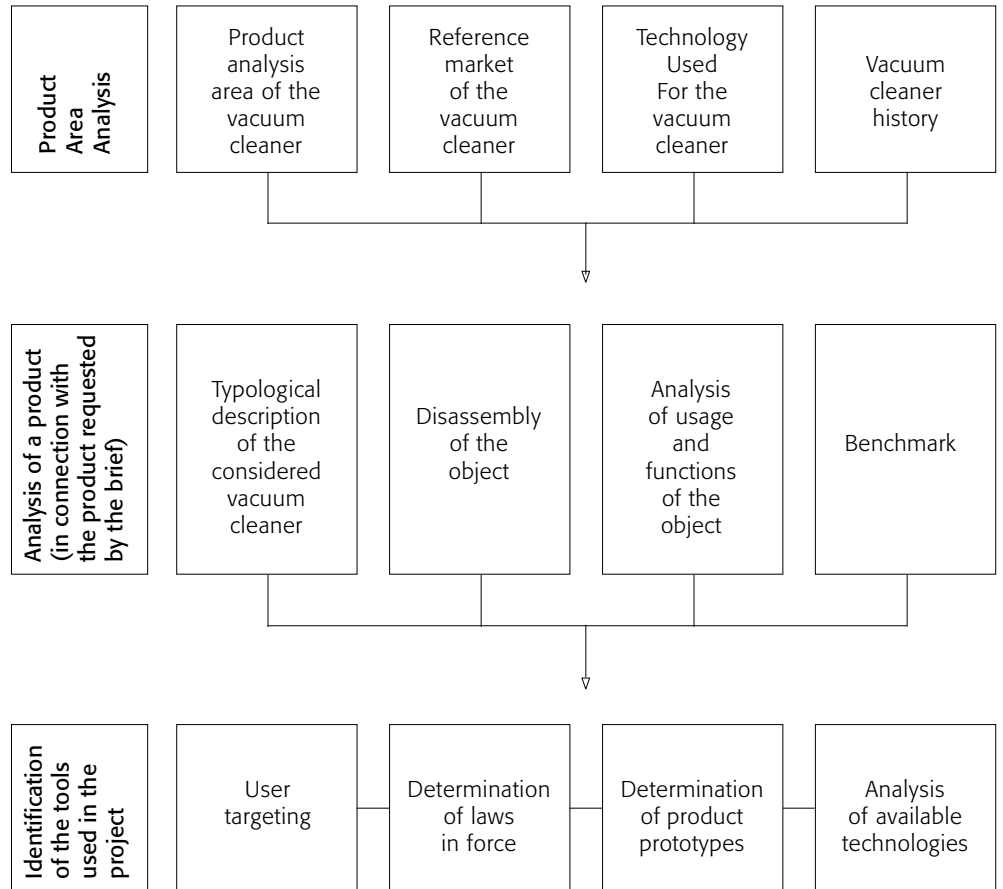 Product
Area
Analysis
Product
analysis
area of the
vacuum
cleaner
Reference
market
of the
vacuum
cleaner
Technology
Used
For the
vacuum
cleaner
Vacuum
cleaner
history
Analysis of a product
(in connection with
the product requested
by the brief)
Typological
description
of the
considered
vacuum
cleaner
Disassembly
of the
object
Analysis
of usage
and
functions
of the
object
Benchmark
Identification
of the tools
used in the
project
User
targeting
Determination
of laws
in force
Determination
of product
prototypes
Analysis
of available
technologies